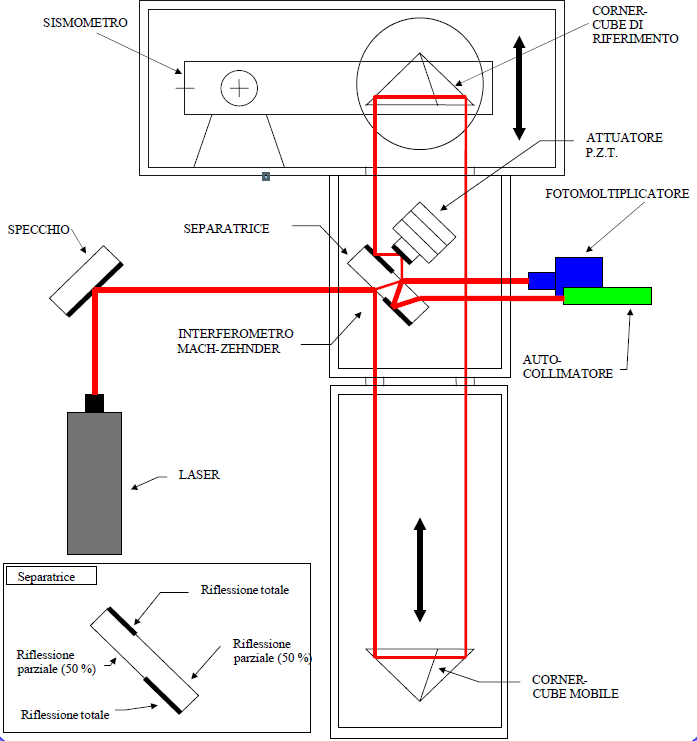 SISMOMETRO
CORNER-
CUBE DI
RIFERIMENTO
ATTUATORE
P.Z.T.
FOTOMOLTIPLICATORE
SPECCHIO
SEPARATRICE
INTERFEROMETRO
MACH-ZEHNDER
AUTO-
COLLIMATORE
LASER
Separatrice
Riflessione totale
Riflessione
parziale (50 %)
Riflessione
parziale (50 %)
Riflessione totale
CORNER-
CUBE MOBILE